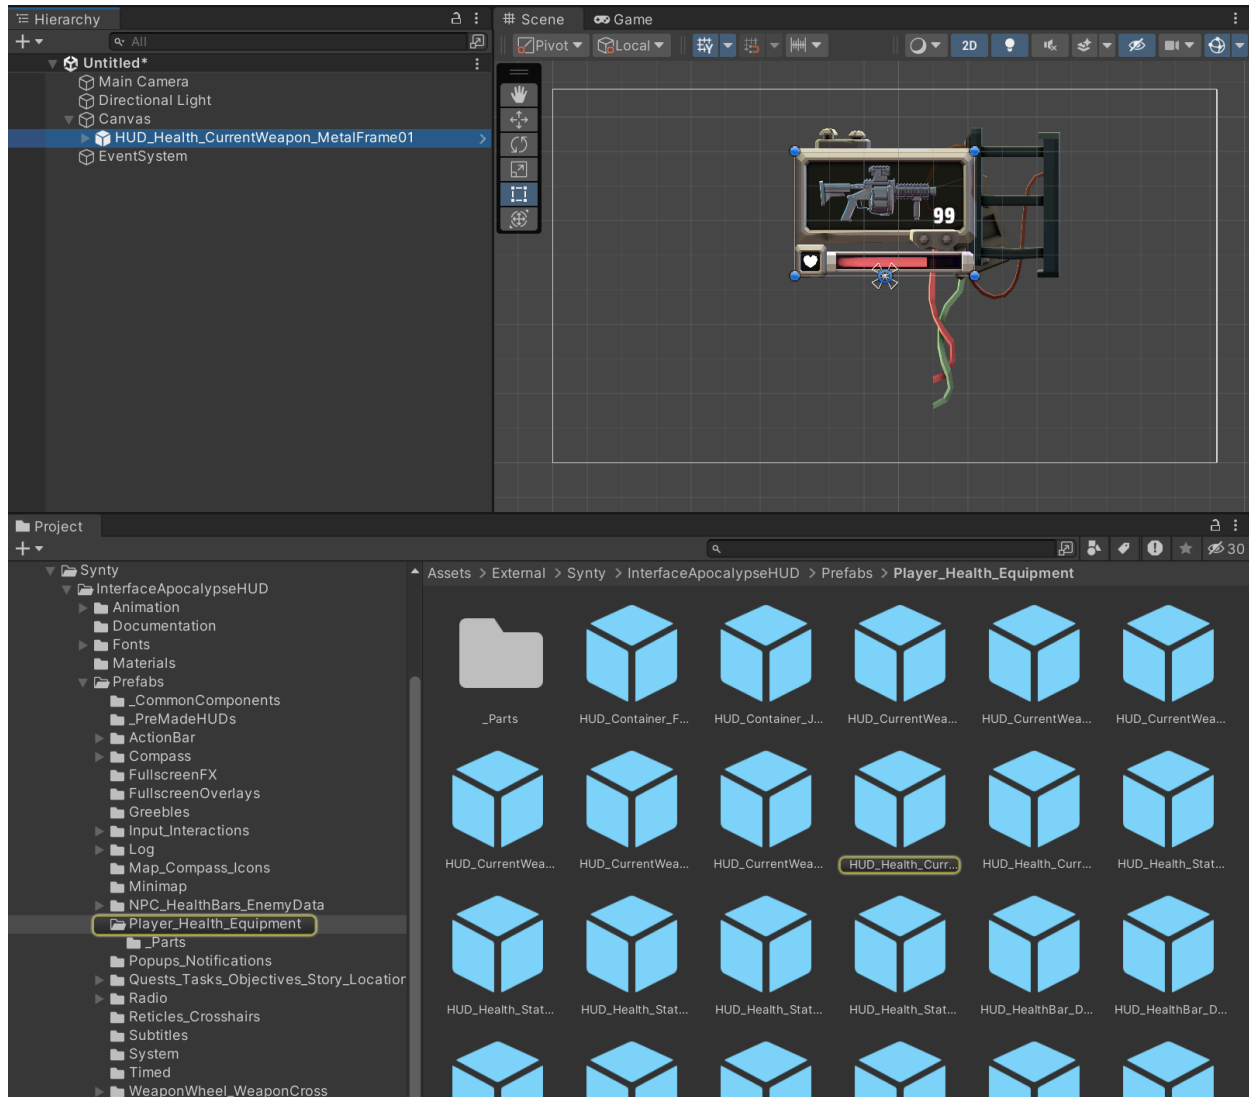 Hierarchy
All
Untitled*
Main Camera
Directional Light
Canvas
HUD_Health_CurrentWeapon_MetalFrame01
EventSystem
Scene
Game
Pivot
Local
2D
99
Project
30
Synty
InterfaceApocalypseHUD
Animation
Documentation
Fonts
Materials
Prefabs
_CommonComponents
_PreMadeHUDs
ActionBar
Compass
FullscreenFX
FullscreenOverlays
Greebles
Input_Interactions
Log
Map_Compass_Icons
Minimap
NPC_HealthBars_EnemyData
Player_Health_Equipment
_Parts
Popups_Notifications
Quests_Tasks_Objectives_Story_Location
Radio
Reticles_Crosshairs
Subtitles
System
Timed
WeaponWheel_WeaponCross
Assets > External > Synty > InterfaceApocalypseHUD > Prefabs > Player_Health_Equipment
_Parts
HUD_Container_F...
HUD_Container_J...
HUD_CurrentWea...
HUD_CurrentWea...
HUD_CurrentWea...
HUD_CurrentWea...
HUD_CurrentWea...
HUD_CurrentWea...
HUD_Health_Curr...
HUD_Health_Curr...
HUD_Health_Stat...
HUD_Health_Stat...
HUD_Health_Stat...
HUD_Health_Stat...
HUD_Health_Stat...
HUD_HealthBar_D...
HUD_HealthBar_D...